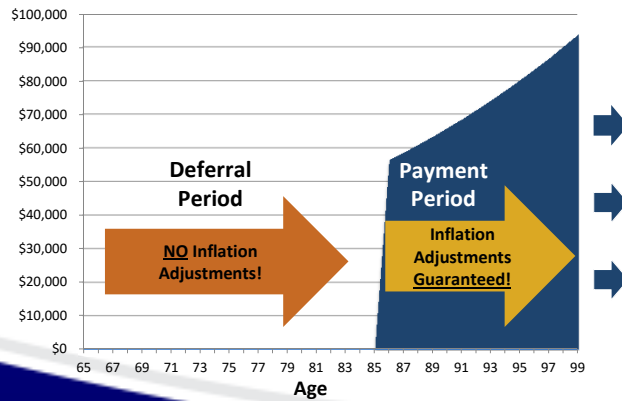 $100,000
$90,000
$80,000
$70,000
$60,000
$50,000
$40,000
$30,000
$20,000
$10,000
$0
Deferral
Period
NO Inflation
Adjustments!
Payment
Period
Inflation
Adjustments
Guaranteed!
65 67 69 71 73 75 77 79 81 83 85 87 89 91 93 95 97 99
Age